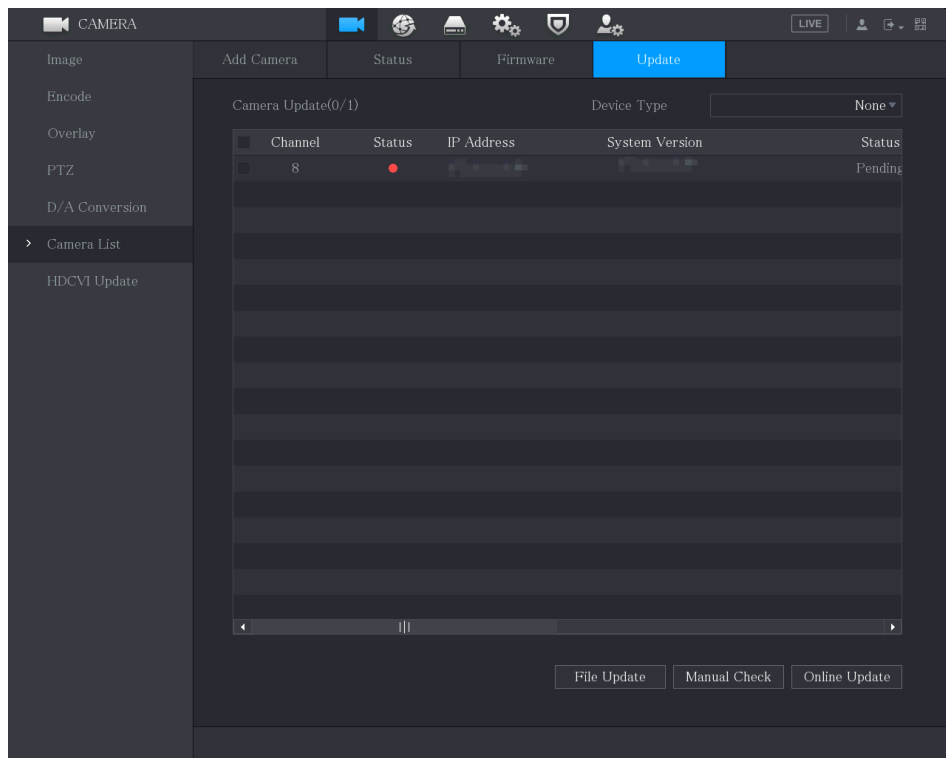 CAMERA
LIVE
Image
Add Camera
Status
Firmware
Update
Encode
Camera Update(0/1)
Device Type
None
Overlay
Channel
Status
IP Address
System Version
Status
PTZ
8
Pending
D/A Conversion
Camera List
HDCVI Update
File Update
Manual Check
Online Update